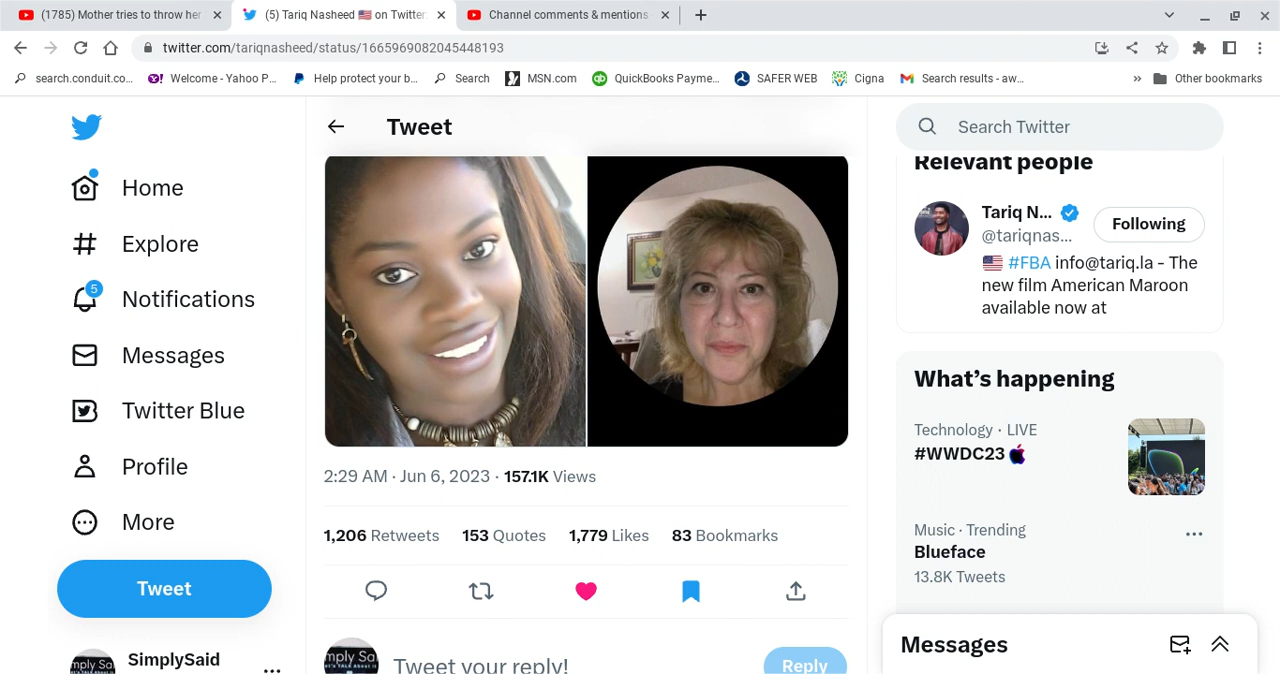 (1785) Mother tries to throw her
(5) Tariq Nasheed 🇺🇸 on Twitter
Channel comments & mentions
twitter.com/tariqnasheed/status/1665969082045448193
search.conduit.co...
Welcome - Yahoo P...
Help protect your b...
Search
MSN.com
QuickBooks Payme...
SAFER WEB
Cigna
Search results - aw...
» Other bookmarks
Home
Explore
5
Notifications
Messages
Twitter Blue
Profile
More
Tweet
SimplySaid
...
Tweet
2:29 AM · Jun 6, 2023 · 157.1K Views
1,206 Retweets 153 Quotes 1,779 Likes 83 Bookmarks
Tweet your reply!
Reply
Search Twitter
Relevant people
Tariq N...
@tariqnas...
Following
🇺🇸 #FBA info@tariq.la - The
new film American Maroon
available now at
What's happening
Technology · LIVE
#WWDC23
Music · Trending
...
Blueface
13.8K Tweets
Messages